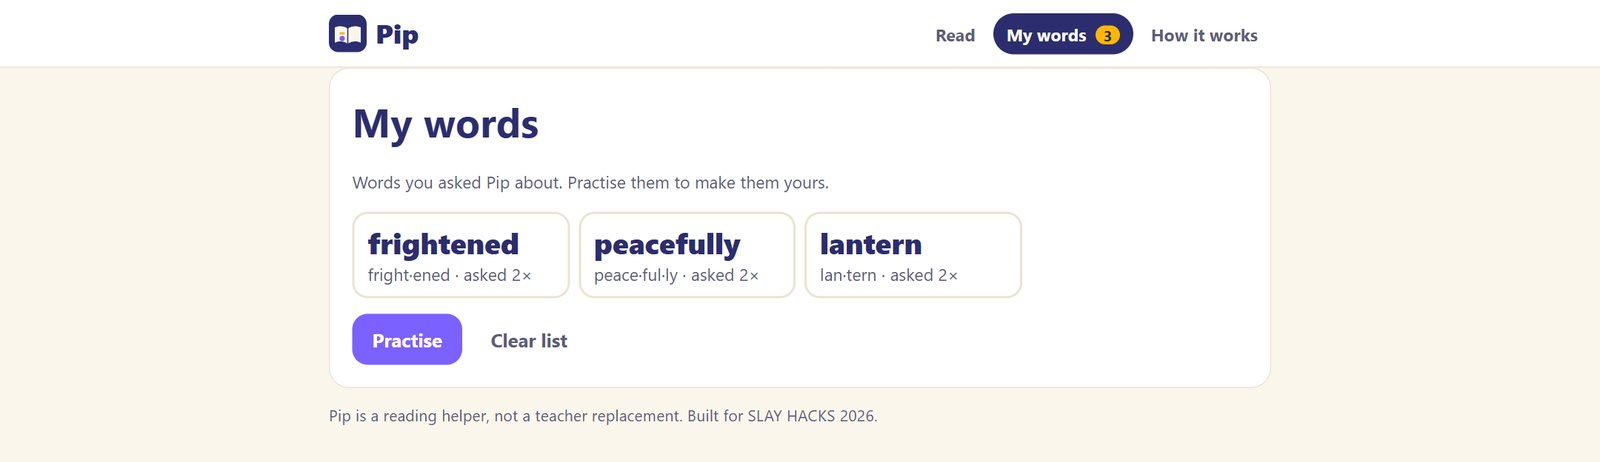 Pip
Read
My words 3
How it works
My words
Words you asked Pip about. Practise them to make them yours.
frightened
fright·ened · asked 2×
peacefully
peace·ful·ly · asked 2×
lantern
lan·tern · asked 2×
Practise
Clear list
Pip is a reading helper, not a teacher replacement. Built for SLAY HACKS 2026.